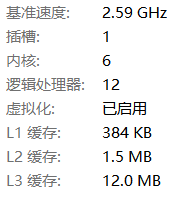 基准速度: 2.59 GHz
插槽: 1
内核: 6
逻辑处理器: 12
虚拟化: 已启用
L1 缓存: 384 KB
L2 缓存: 1.5 MB
L3 缓存: 12.0 MB